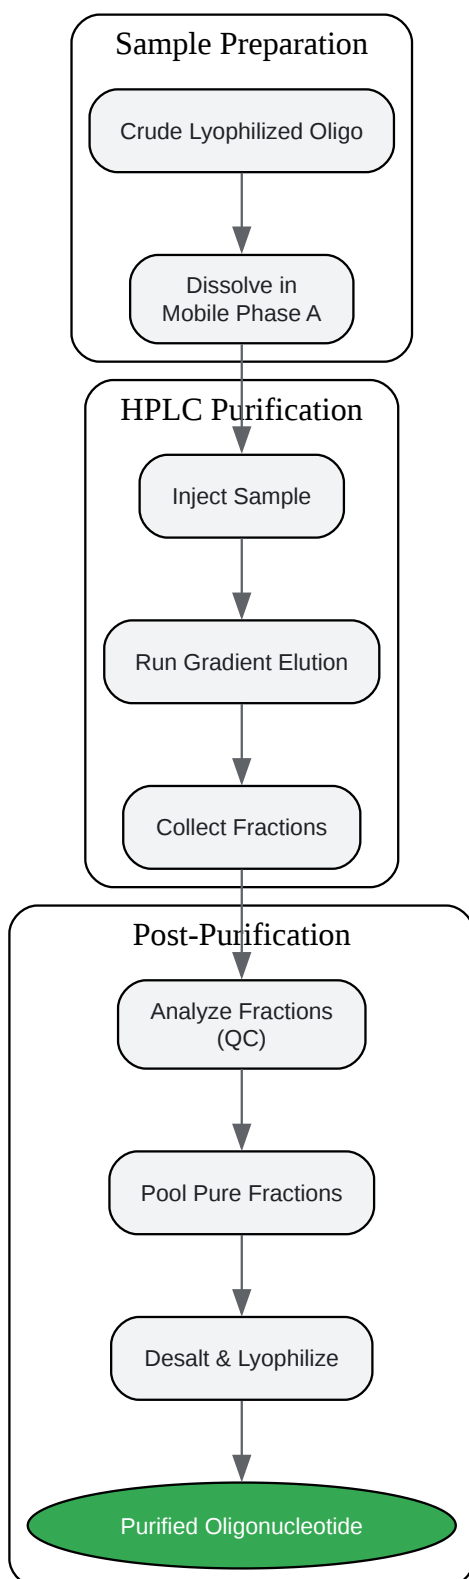 Sample Preparation
Crude Lyophilized Oligo
Dissolve in
Mobile Phase A
HPLC Purification
Inject Sample
Run Gradient Elution
Collect Fractions
Post-Purification
Analyze Fractions
(QC)
Pool Pure Fractions
Desalt & Lyophilize
Purified Oligonucleotide